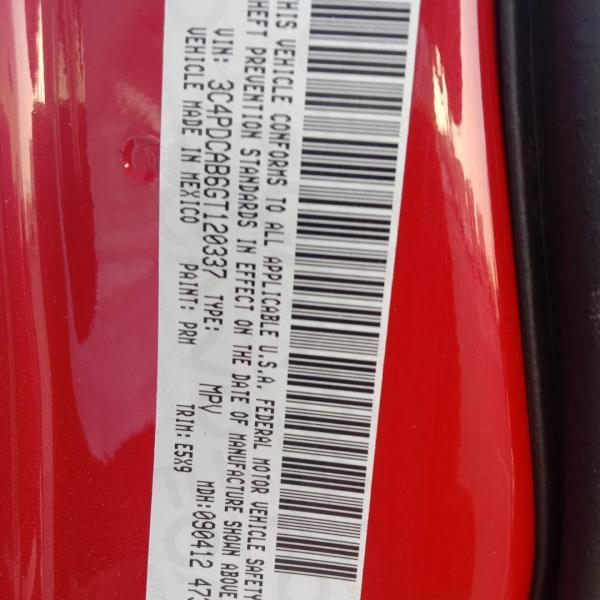 THIS VEHICLE CONFORMS TO ALL APPLICABLE U.S.A. FEDERAL MOTOR VEHICLE SAFETY
THEFT PREVENTION STANDARDS IN EFFECT ON THE DATE OF MANUFACTURE SHOWN ABOVE
VIN: 3C4PDCAB6GT120337 TYPE: MPV
VEHICLE MADE IN MEXICO PAINT: PRM TRIM: E5X9 MDH:090412 47